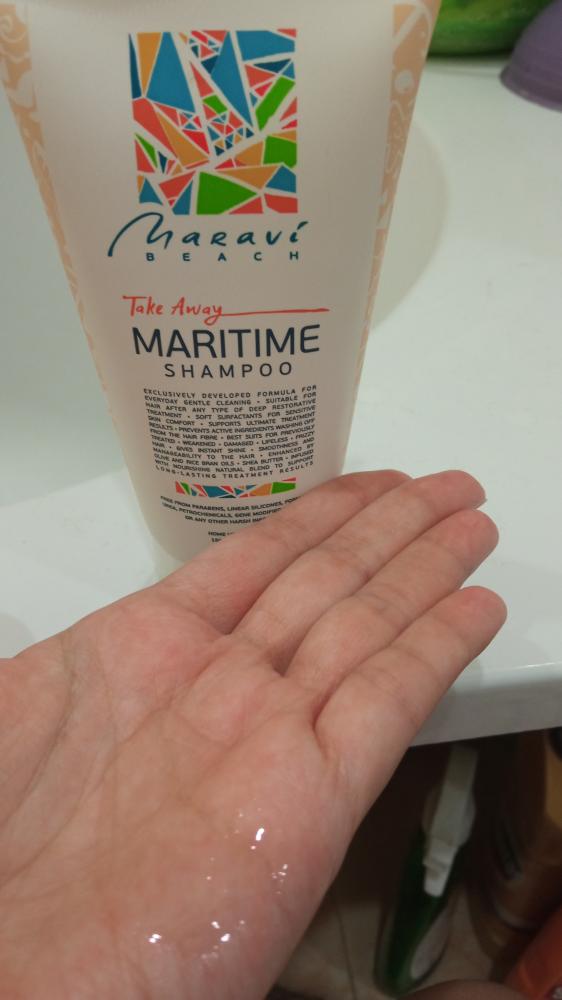 Maravi
BEACH
Take Away
MARITIME
SHAMPOO
EXCLUSIVELY DEVELOPED FORMULA FOR
EVERYDAY GENTLE CLEANING • SUITABLE FOR
HAIR AFTER ANY TYPE OF DEEP RESTORATIVE
TREATMENT • SOFT SURFACTANTS FOR SENSITIVE
SKIN COMFORT • SUPPORTS ULTIMATE TREATMENT
RESULTS • PREVENTS ACTIVE INGREDIENTS WASHING OFF
FROM THE HAIR FIBRE • BEST SUITS FOR PREVIOUSLY
TREATED • WEAKENED • DAMAGED • LIFELESS • FRIZZY
HAIR • GIVES INSTANT SHINE • SMOOTHNESS AND
MANAGEABILITY TO THE HAIR • ENHANCED BY
OLIVE AND RICE BRAN OILS • SHEA BUTTER • INFUSED
WITH NOURISHING NATURAL BLEND TO SUPPORT
LONG-LASTING TREATMENT RESULTS
FREE FROM PARABENS, LINEAR SILICONES,
UREA, PETROCHEMICALS, GENE
OR ANY OTHER HARSH
HOME